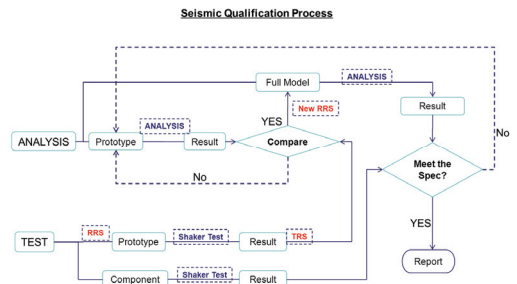 Seismic Qualification Process
Full Model
ANALYSIS
New RRS
Result
YES
ANALYSIS
ANALYSIS
Prototype
Result
Compare
No
No
Meet the
Spec?
YES
Report
TEST
RRS
Prototype
Shaker Test
Result
TRS
Component
Shaker Test
Result